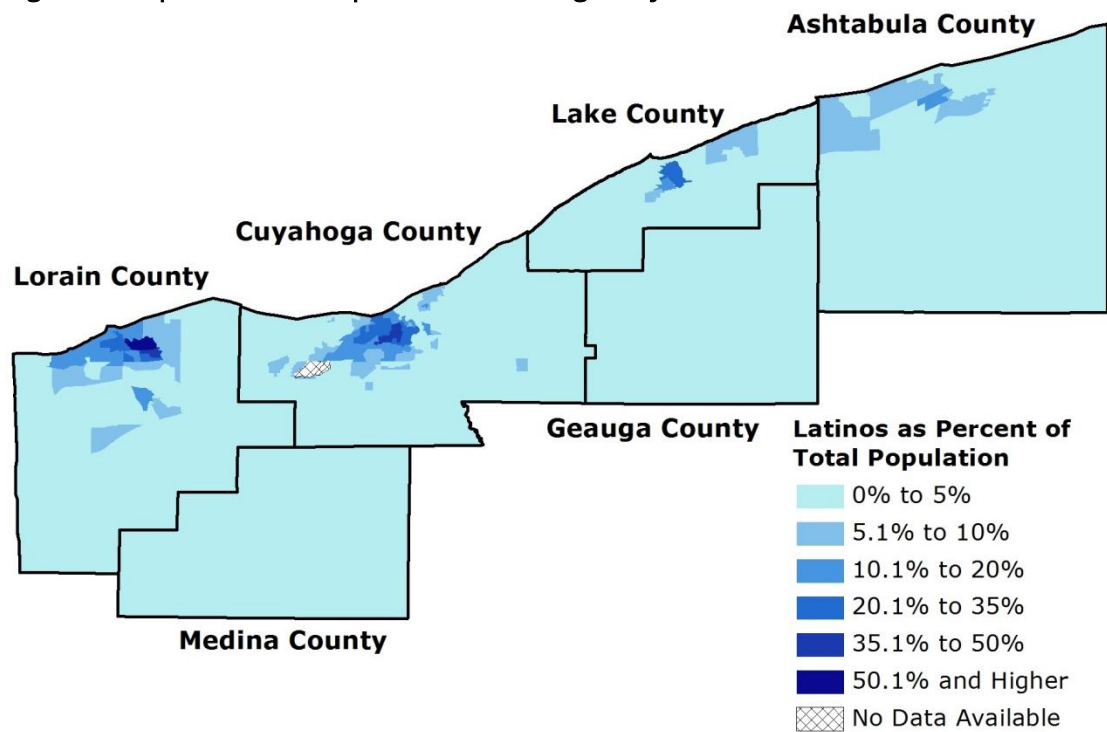 Ashtabula County
Lake County
Cuyahoga County
Lorain County
Geauga County
Medina County
Latinos as Percent of
Total Population
0% to 5%
5.1% to 10%
10.1% to 20%
20.1% to 35%
35.1% to 50%
50.1% and Higher
No Data Available